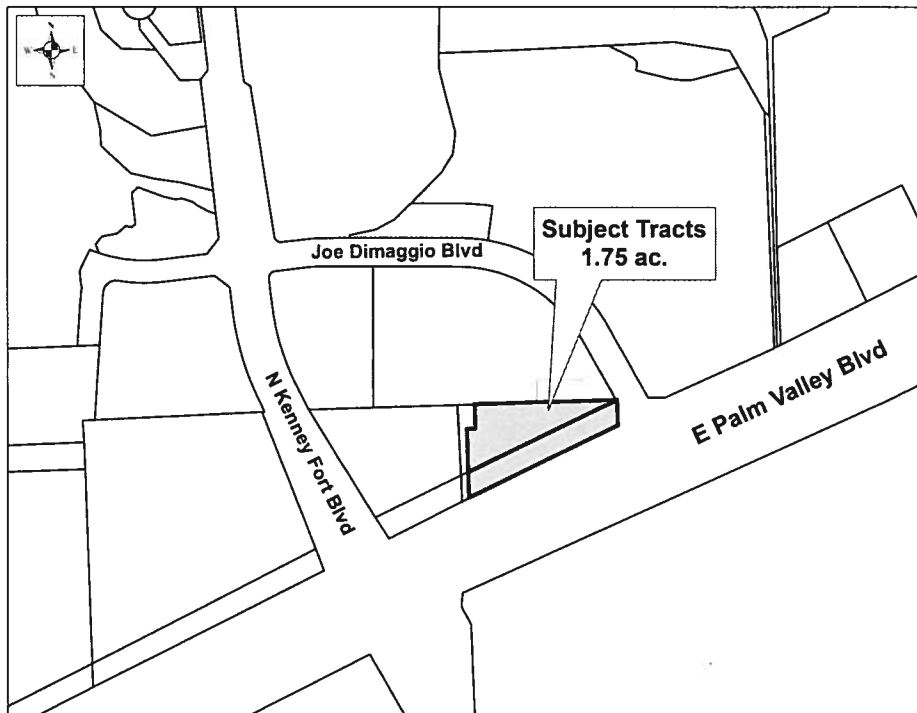 N
W E
N
Joe Dimaggio Blvd
Subject Tracts
1.75 ac.
N Kenney Fort Blvd
E Palm Valley Blvd